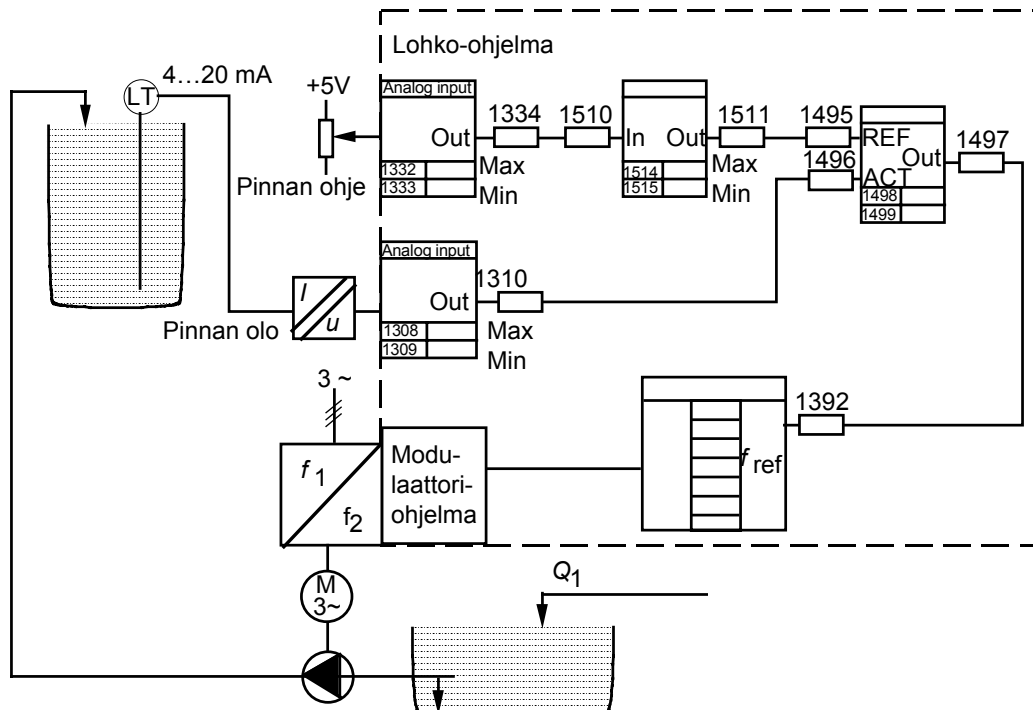 Lohko-ohjelma
4…20 mA
LT
+5V
Pinnan ohje
Analog input
Out
1332
1333
Max
Min
1334
1510
In
Out
1514
1515
Max
Min
1511
1495
1496
REF
ACT
Out
1498
1499
1497
Pinnan olo
I
u
Analog input
Out
1308
1309
Max
Min
1310
3 ~
f1
f2
Modu-
laattori-
ohjelma
f ref
1392
M
3~
Q1